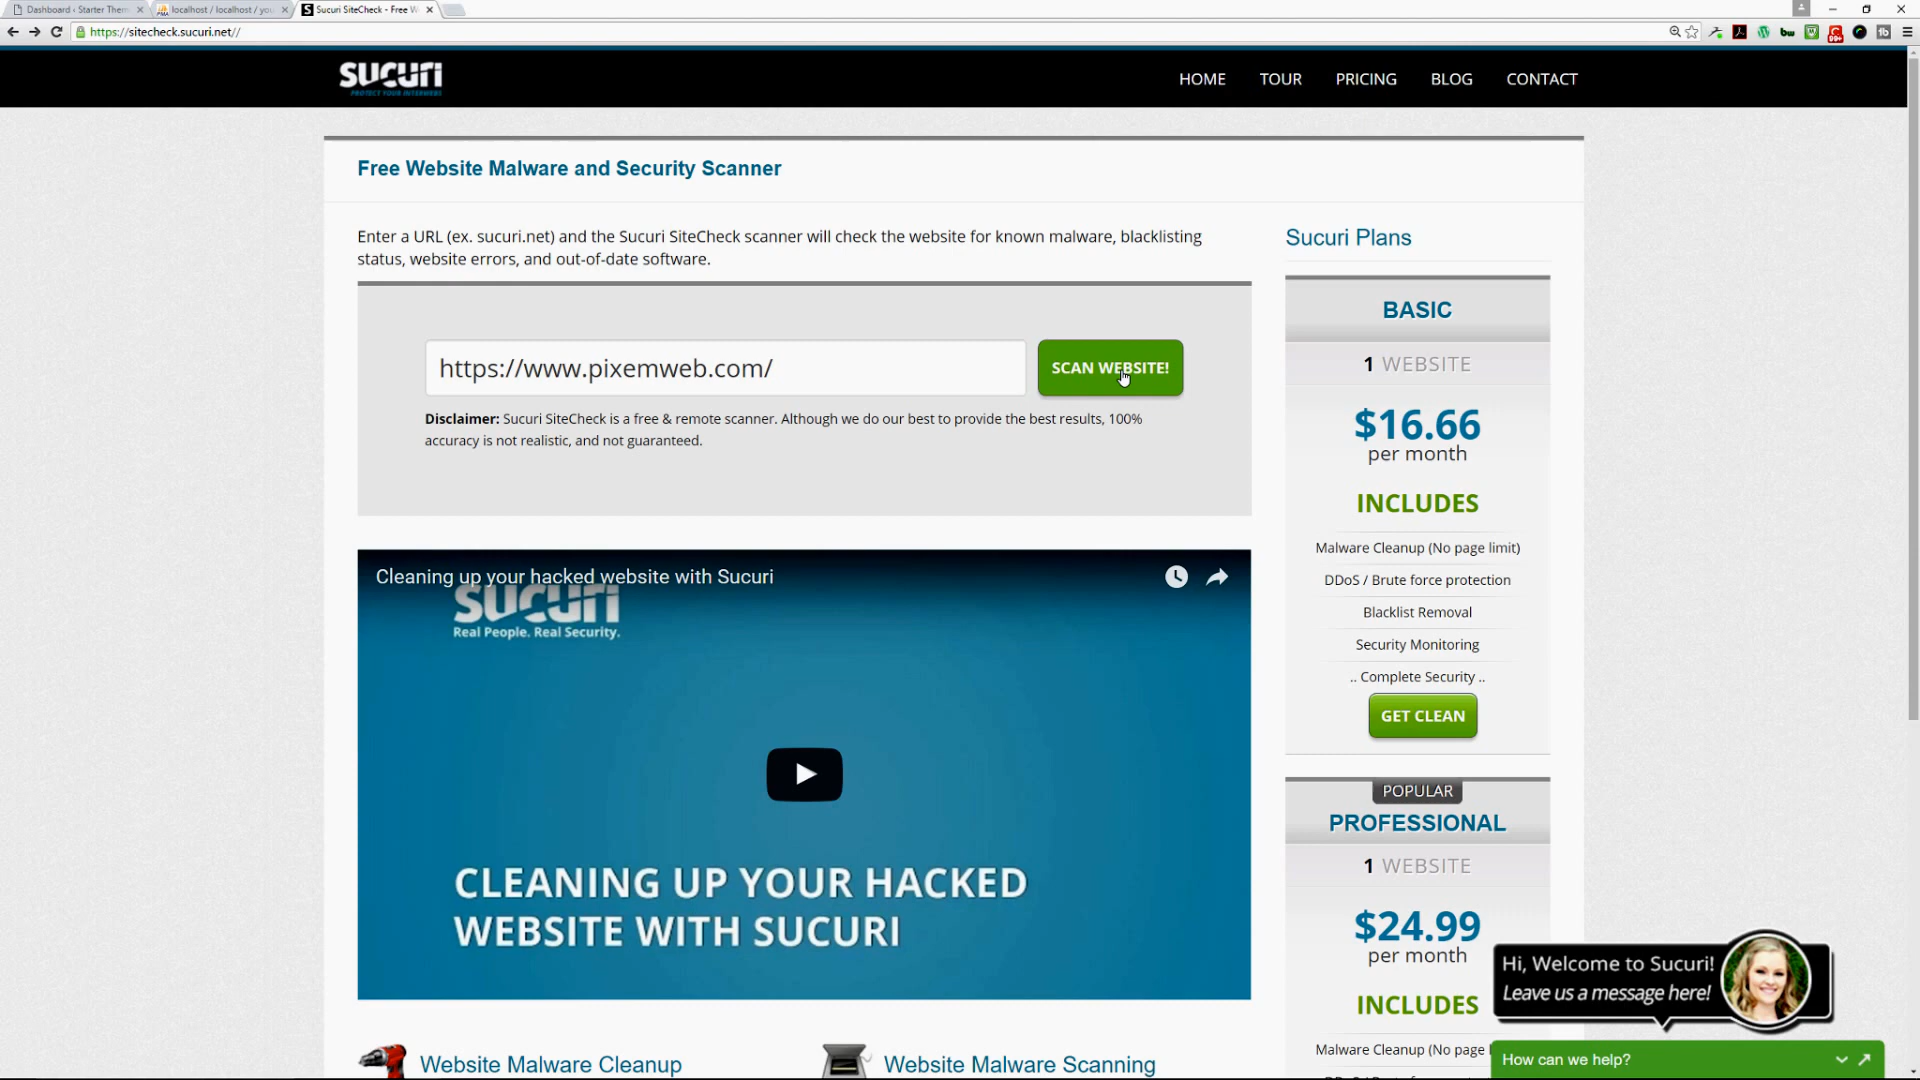 Dashboard ‹ Starter Them
localhost / localhost / you
Sucuri SiteCheck - Free W
https://sitecheck.sucuri.net//
SUCURI
PROTECT YOUR INTERWEBS
HOME
TOUR
PRICING
BLOG
CONTACT
Free Website Malware and Security Scanner
Enter a URL (ex. sucuri.net) and the Sucuri SiteCheck scanner will check the website for known malware, blacklisting
status, website errors, and out-of-date software.
https://www.pixemweb.com/
SCAN WEBSITE!
Disclaimer: Sucuri SiteCheck is a free & remote scanner. Although we do our best to provide the best results, 100%
accuracy is not realistic, and not guaranteed.
Cleaning up your hacked website with Sucuri
SUCURI
Real People. Real Security.
CLEANING UP YOUR HACKED
WEBSITE WITH SUCURI
Website Malware Cleanup
Website Malware Scanning
Sucuri Plans
BASIC
1 WEBSITE
$16.66
per month
INCLUDES
Malware Cleanup (No page limit)
DDoS / Brute force protection
Blacklist Removal
Security Monitoring
.. Complete Security ..
GET CLEAN
POPULAR
PROFESSIONAL
1 WEBSITE
$24.99
per month
INCLUDES
Malware Cleanup (No page
Hi, Welcome to Sucuri!
Leave us a message here!
How can we help?